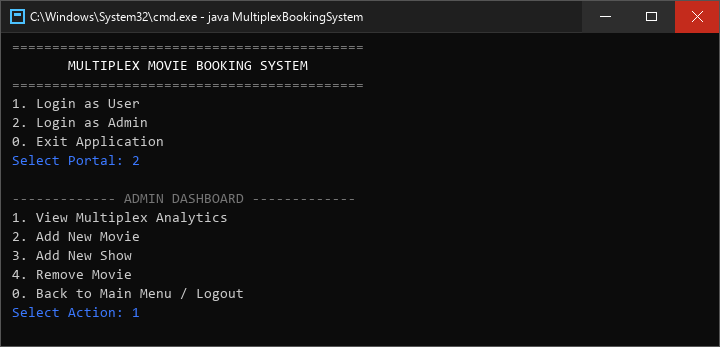 C:\Windows\System32\cmd.exe - java MultiplexBookingSystem
============================================
MULTIPLEX MOVIE BOOKING SYSTEM
============================================
1. Login as User
2. Login as Admin
0. Exit Application
Select Portal: 2
------------- ADMIN DASHBOARD -------------
1. View Multiplex Analytics
2. Add New Movie
3. Add New Show
4. Remove Movie
0. Back to Main Menu / Logout
Select Action: 1